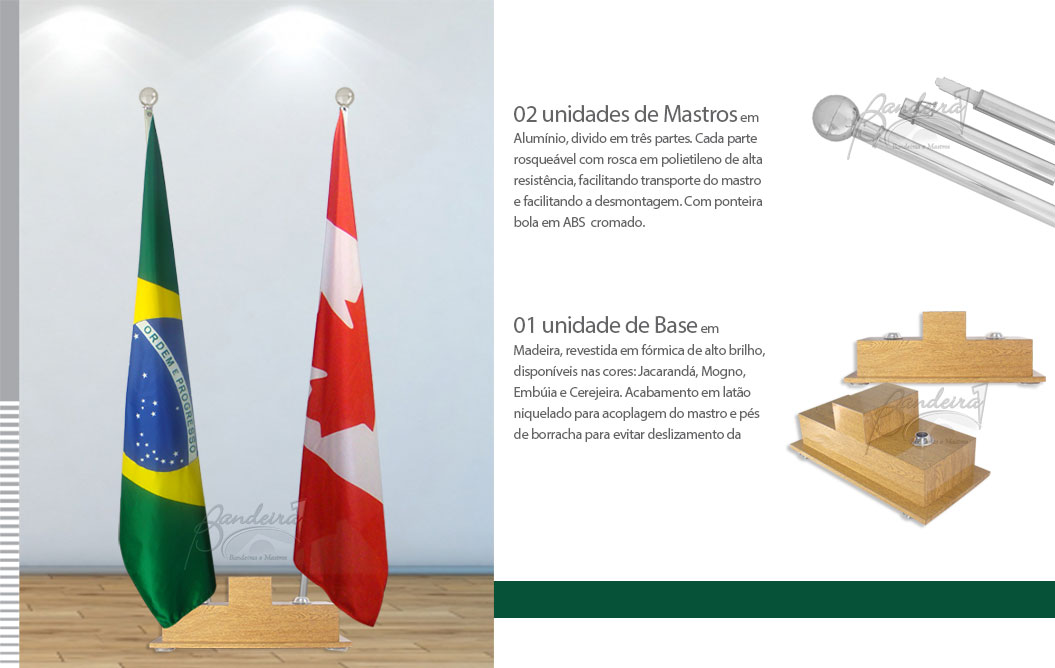 ORDEM E PROGRESSO
Bandeira1
Bandeiras e Mastros
02 unidades de Mastros em
Alumínio, divido em três partes. Cada parte
rosqueável com rosca em polietileno de alta
resistência, facilitando transporte do mastro
e facilitando a desmontagem. Com ponteira
bola em ABS cromado.
Bandeira1
Bandeiras e Mastros
01 unidade de Base em
Madeira, revestida em fórmica de alto brilho,
disponíveis nas cores: Jacarandá, Mogno,
Embúia e Cerejeira. Acabamento em latão
niquelado para acoplagem do mastro e pés
de borracha para evitar deslizamento da
Bandeira1
Bandeiras e Mastros